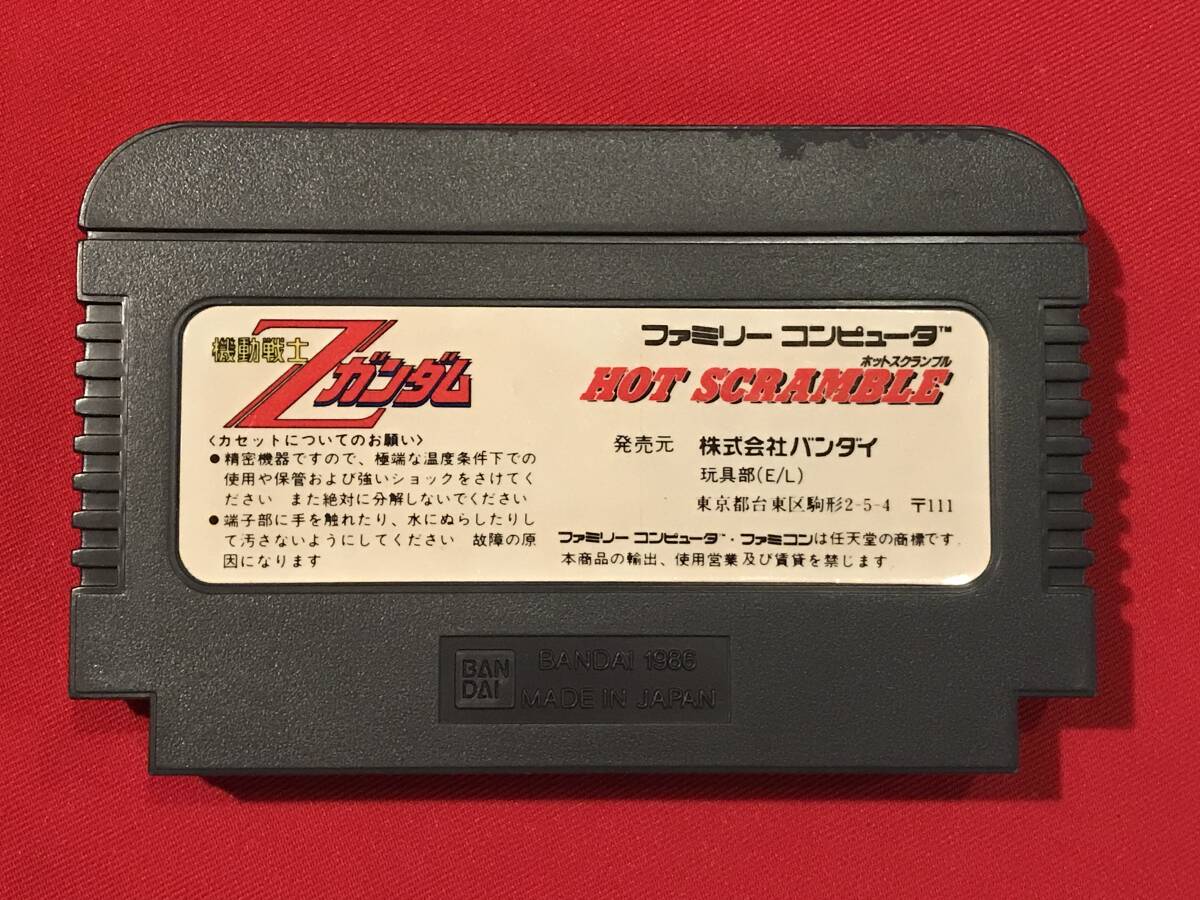 機動戦士Zガンダム
〈カセットについてのお願い〉
●精密機器ですので、極端な温度条件下での
使用や保管および強いショックをさけてく
ださい　また絶対に分解しないでください
●端子部に手を触れたり、水にぬらしたりし
て汚さないようにしてください　故障の原
因になります
ファミリー コンピュータ™
ホットスクランブル
HOT SCRAMBLE
発売元　株式会社バンダイ
玩具部(E/L)
東京都台東区駒形2-5-4　〒111
ファミリー コンピュータ™・ファミコンは任天堂の商標です.
本商品の輸出、使用営業及び賃貸を禁じます.
BAN
DAI
BANDAI 1986
MADE IN JAPAN